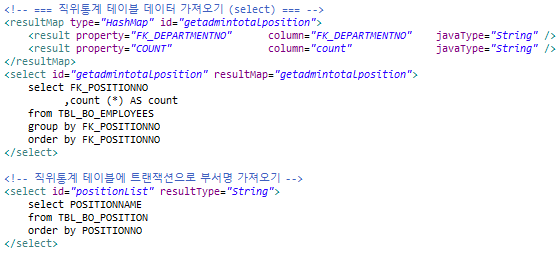 <!-- === 직위통계 테이블 데이터 가져오기 (select) === -->
<resultMap type="HashMap" id="getadmintotalposition">
<result property="FK_DEPARTMENTNO" column="FK_DEPARTMENTNO" javaType="String" />
<result property="COUNT" column="count" javaType="String" />
</resultMap>
<select id="getadmintotalposition" resultMap="getadmintotalposition">
select FK_POSITIONNO
,count (*) AS count
from TBL_BO_EMPLOYEES
group by FK_POSITIONNO
order by FK_POSITIONNO
</select>
<!-- 직위통계 테이블에 트랜잭션으로 부서명 가져오기 -->
<select id="positionList" resultType="String">
select POSITIONNAME
from TBL_BO_POSITION
order by POSITIONNO
</select>